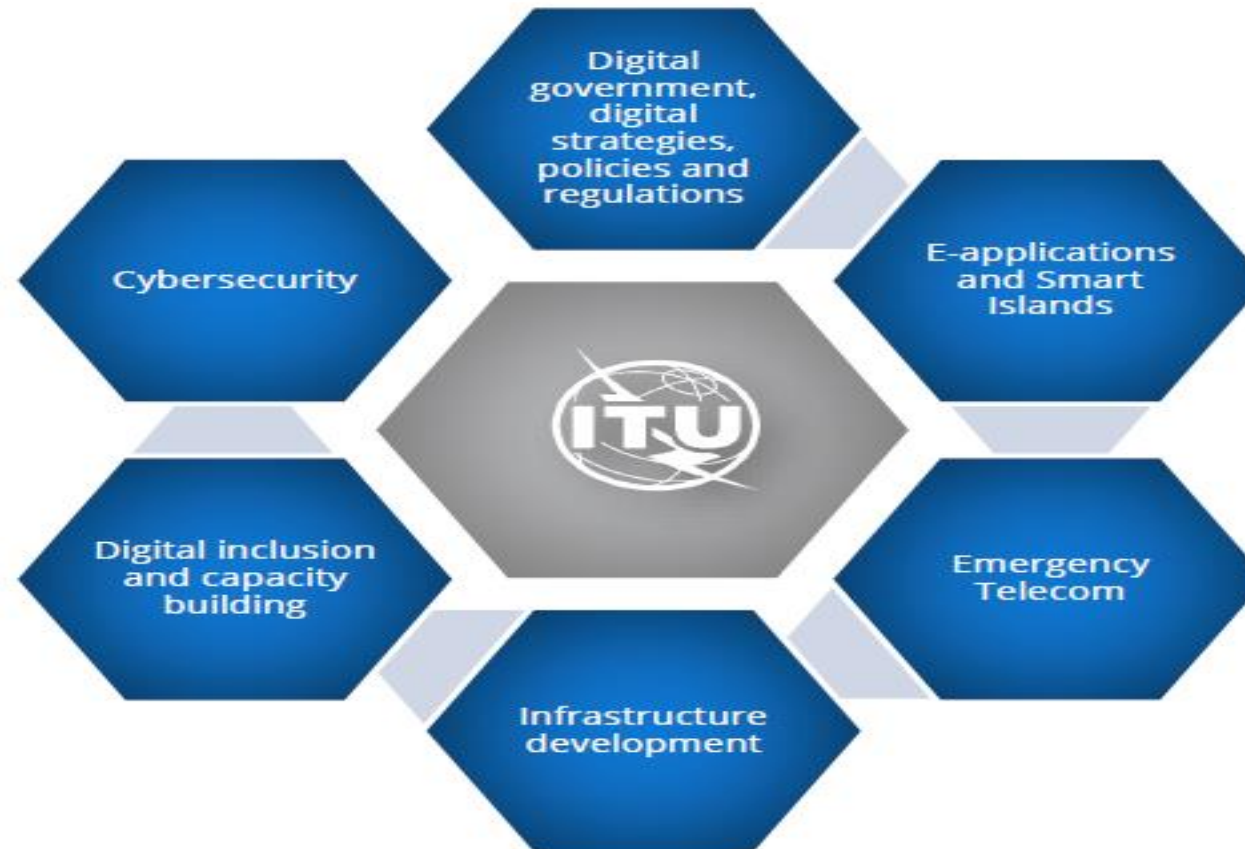 Digital
government,
digital
strategies,
policies and
regulations
E-applications
and Smart
Islands
Emergency
Telecom
Infrastructure
development
Digital inclusion
and capacity
building
Cybersecurity
ITU